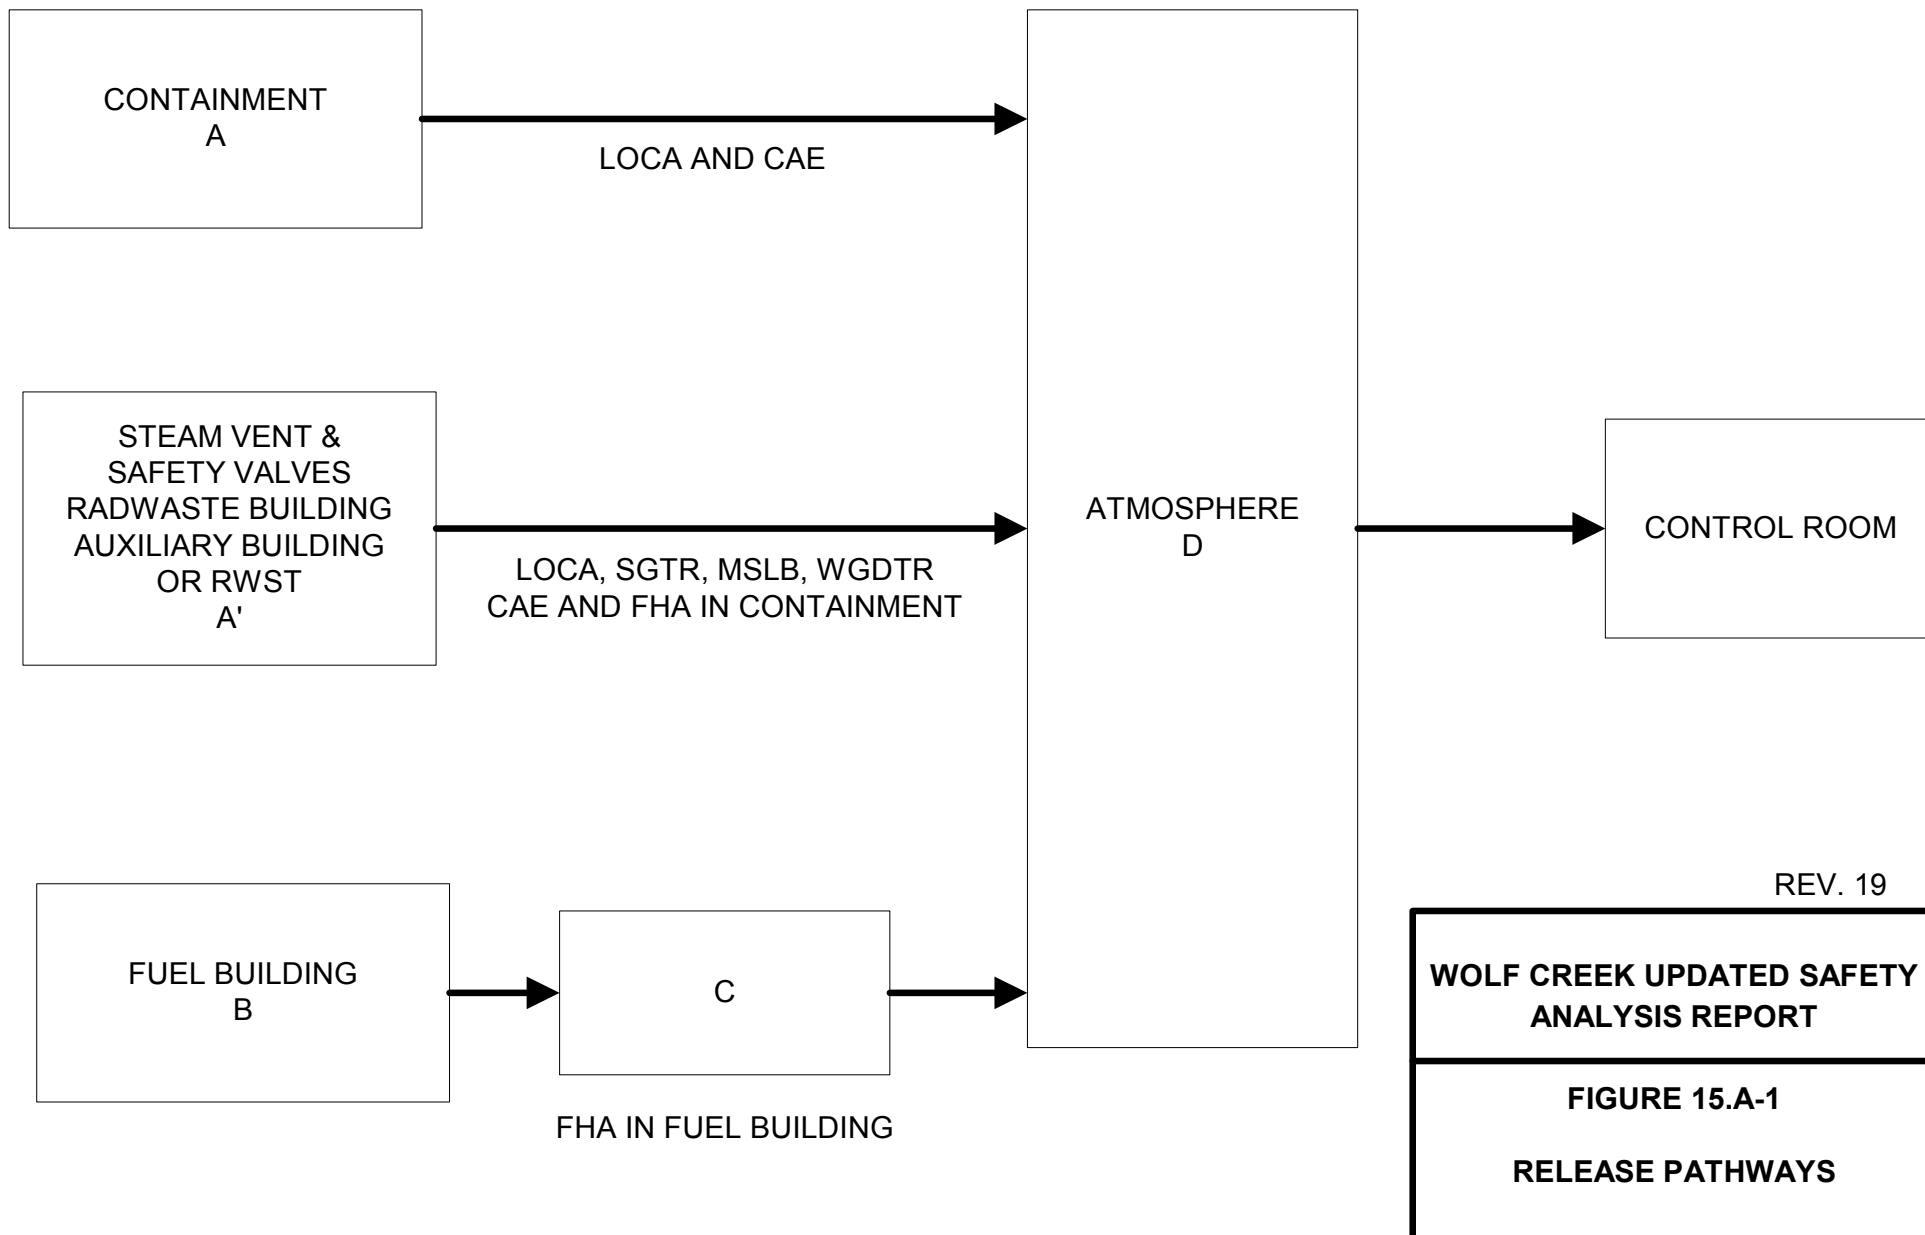 CONTAINMENT
A
LOCA AND CAE
STEAM VENT &
SAFETY VALVES
RADWASTE BUILDING
AUXILIARY BUILDING
OR RWST
A'
LOCA, SGTR, MSLB, WGDTR
CAE AND FHA IN CONTAINMENT
FUEL BUILDING
B
C
FHA IN FUEL BUILDING
ATMOSPHERE
D
CONTROL ROOM
REV. 19
WOLF CREEK UPDATED SAFETY
ANALYSIS REPORT
FIGURE 15.A-1
RELEASE PATHWAYS